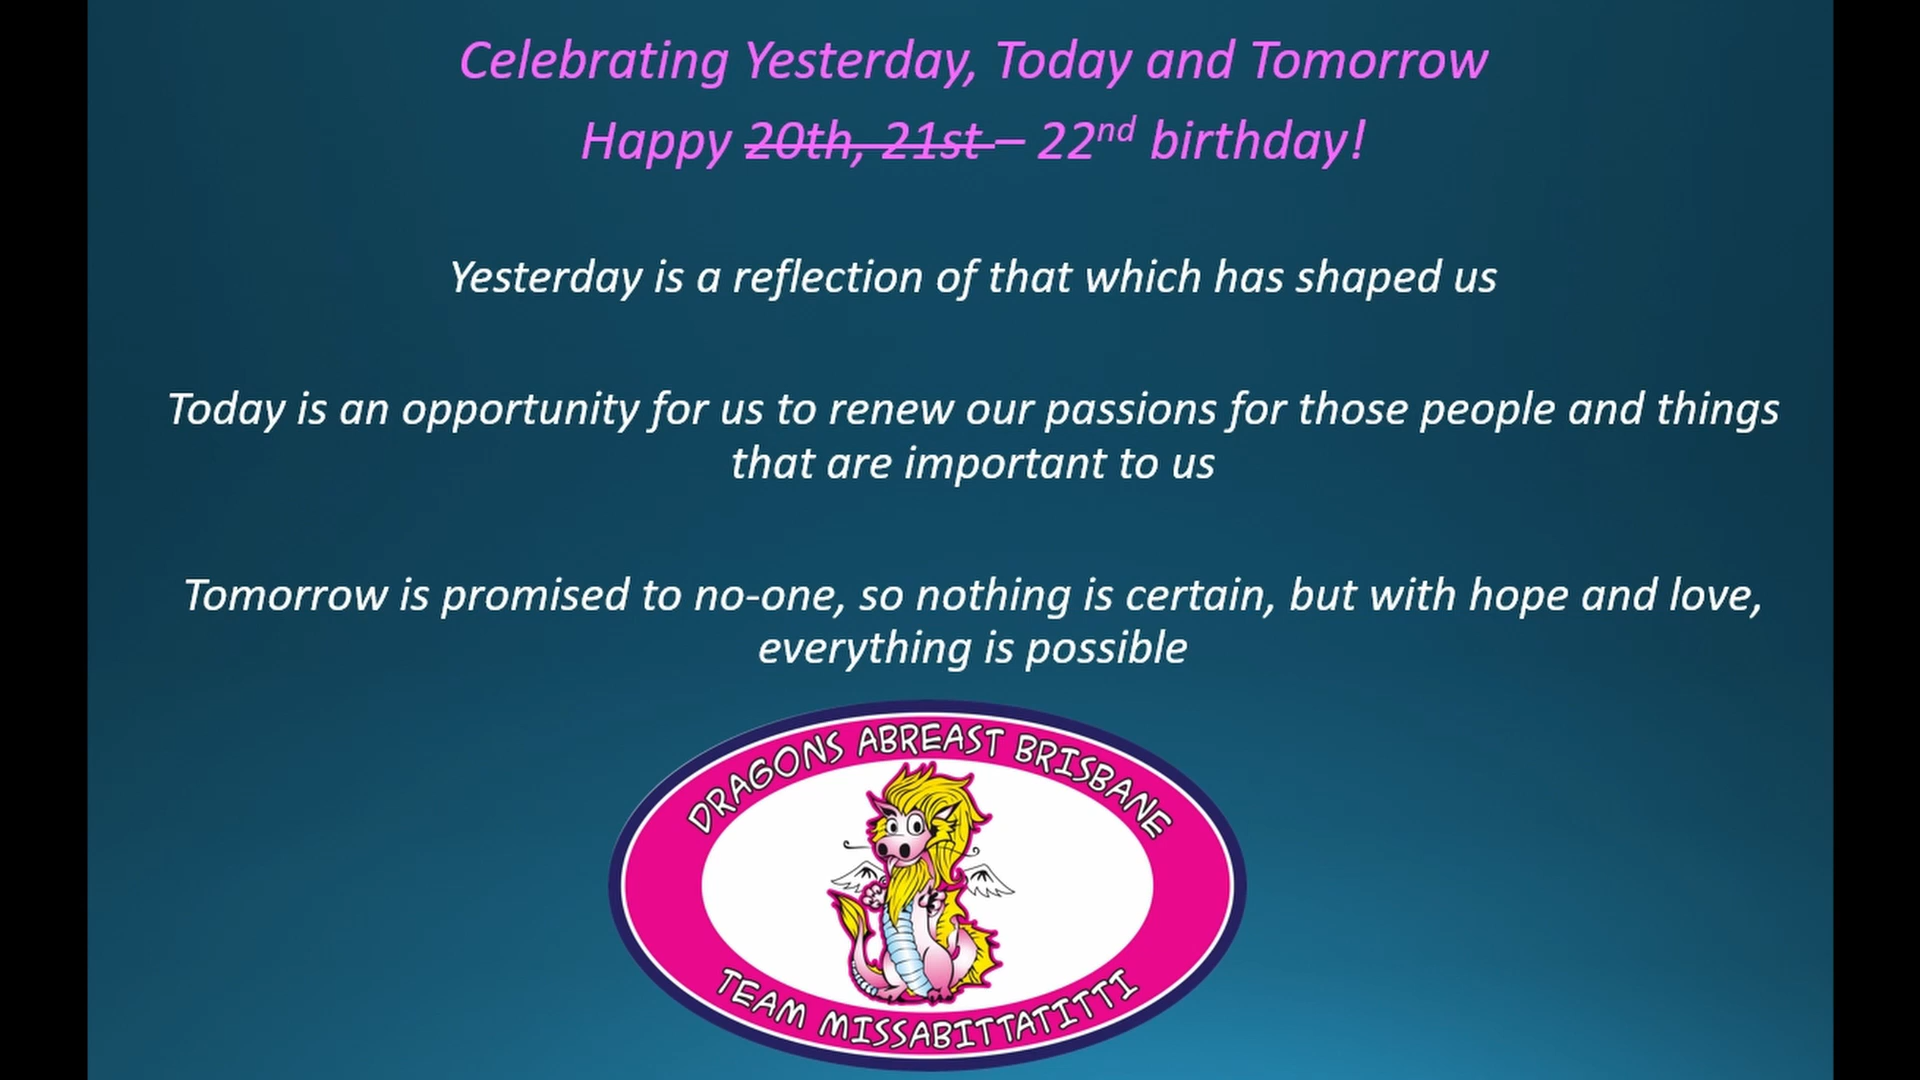 Celebrating Yesterday, Today and Tomorrow
Happy 20th, 21st – 22nd birthday!
Yesterday is a reflection of that which has shaped us
Today is an opportunity for us to renew our passions for those people and things
that are important to us
Tomorrow is promised to no-one, so nothing is certain, but with hope and love,
everything is possible
DRAGONS ABREAST BRISBANE
TEAM MISSABITTATITTI